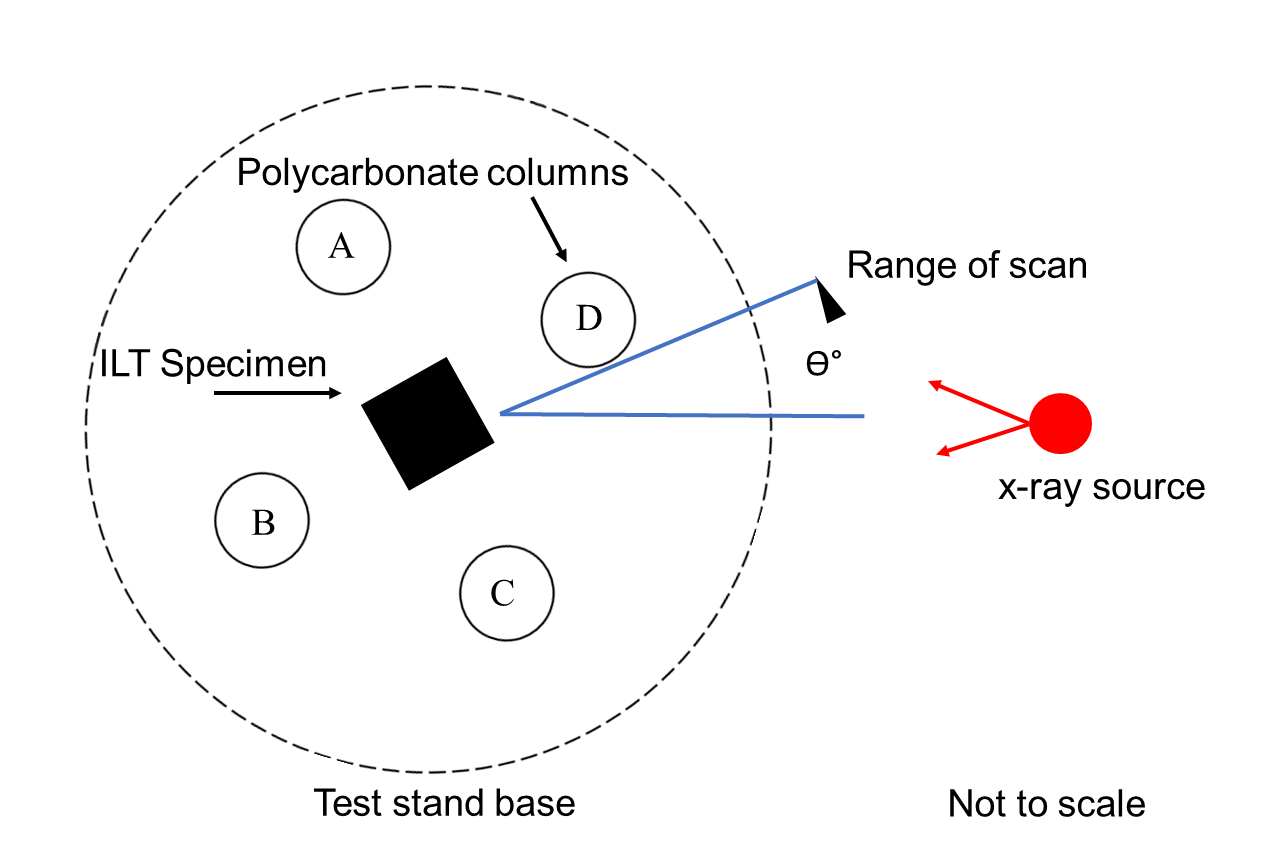 Polycarbonate columns
A
Range of scan
D
ILT Specimen
Ɵ°
x-ray source
B
C
Test stand base
Not to scale